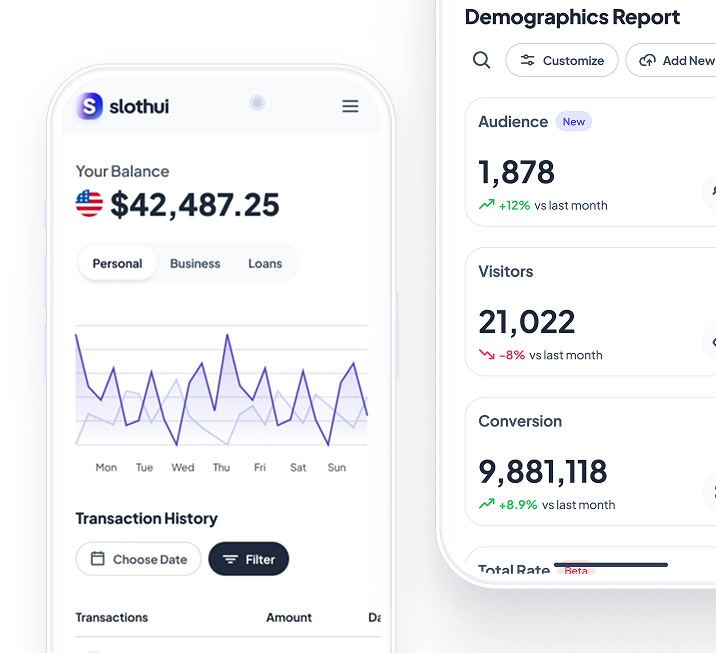 slothui
Your Balance
$42,487.25
Personal Business Loans
Mon Tue Wed Thu Fri Sat Sun
Transaction History
Choose Date Filter
Transactions Amount Da
Demographics Report
Customize Add New
Audience New
1,878
+12% vs last month
Visitors
21,022
-8% vs last month
Conversion
9,881,118
+8.9% vs last month
Total Rate Beta